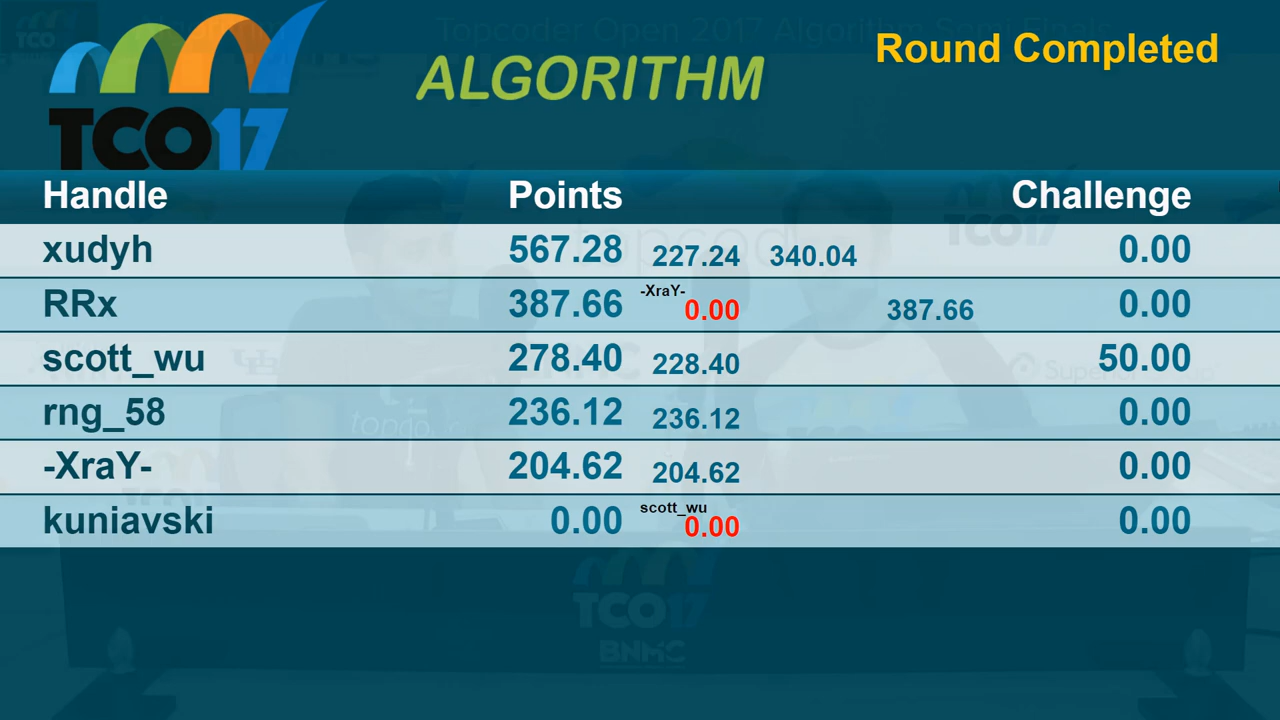 Topcoder Open 2017 Algorithm Semi Finals
TCO17
ALGORITHM
Round Completed
Handle Points Challenge
xudyh 567.28 227.24 340.04 0.00
RRx 387.66 -XraY- 0.00 387.66 0.00
scott_wu 278.40 228.40 50.00
rng_58 236.12 236.12 0.00
-XraY- 204.62 204.62 0.00
kuniavski 0.00 scott_wu 0.00 0.00
TCO17
BNMC